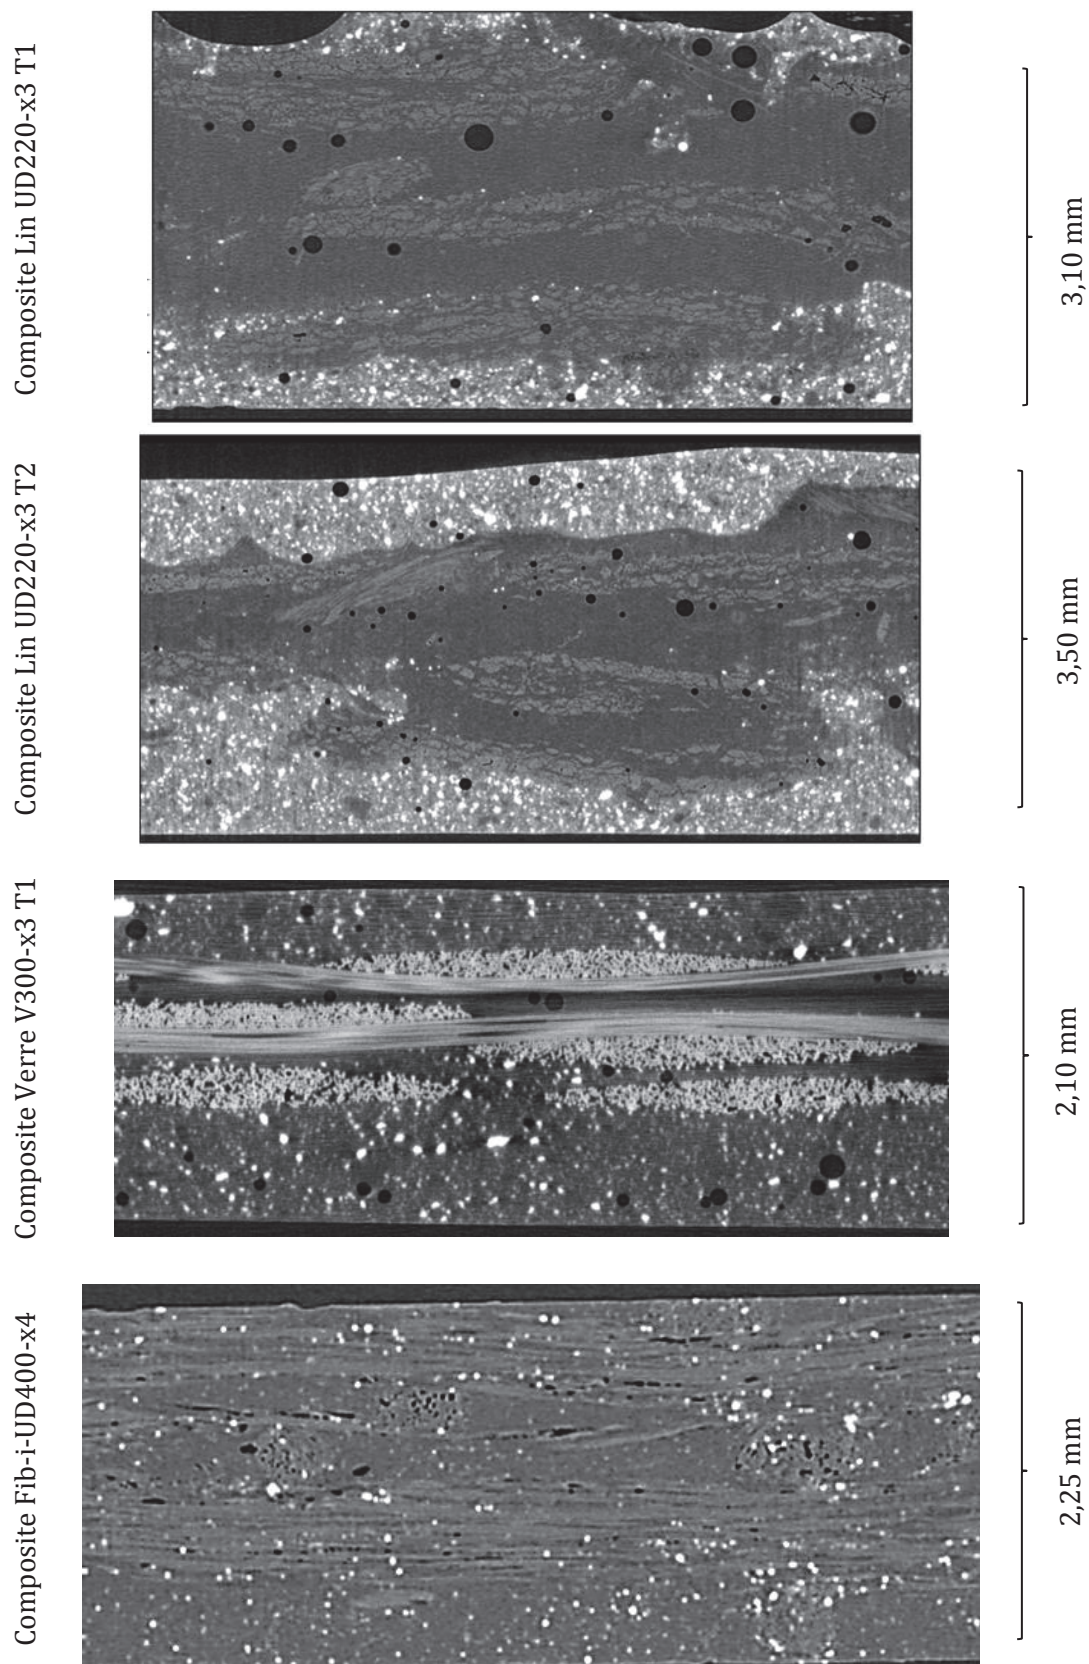 Composite Lin UD220-x3 T1
3,10 mm
Composite Lin UD220-x3 T2
3,50 mm
Composite Verre V300-x3 T1
2,10 mm
Composite Fib-i-UD400-x4
2,25 mm